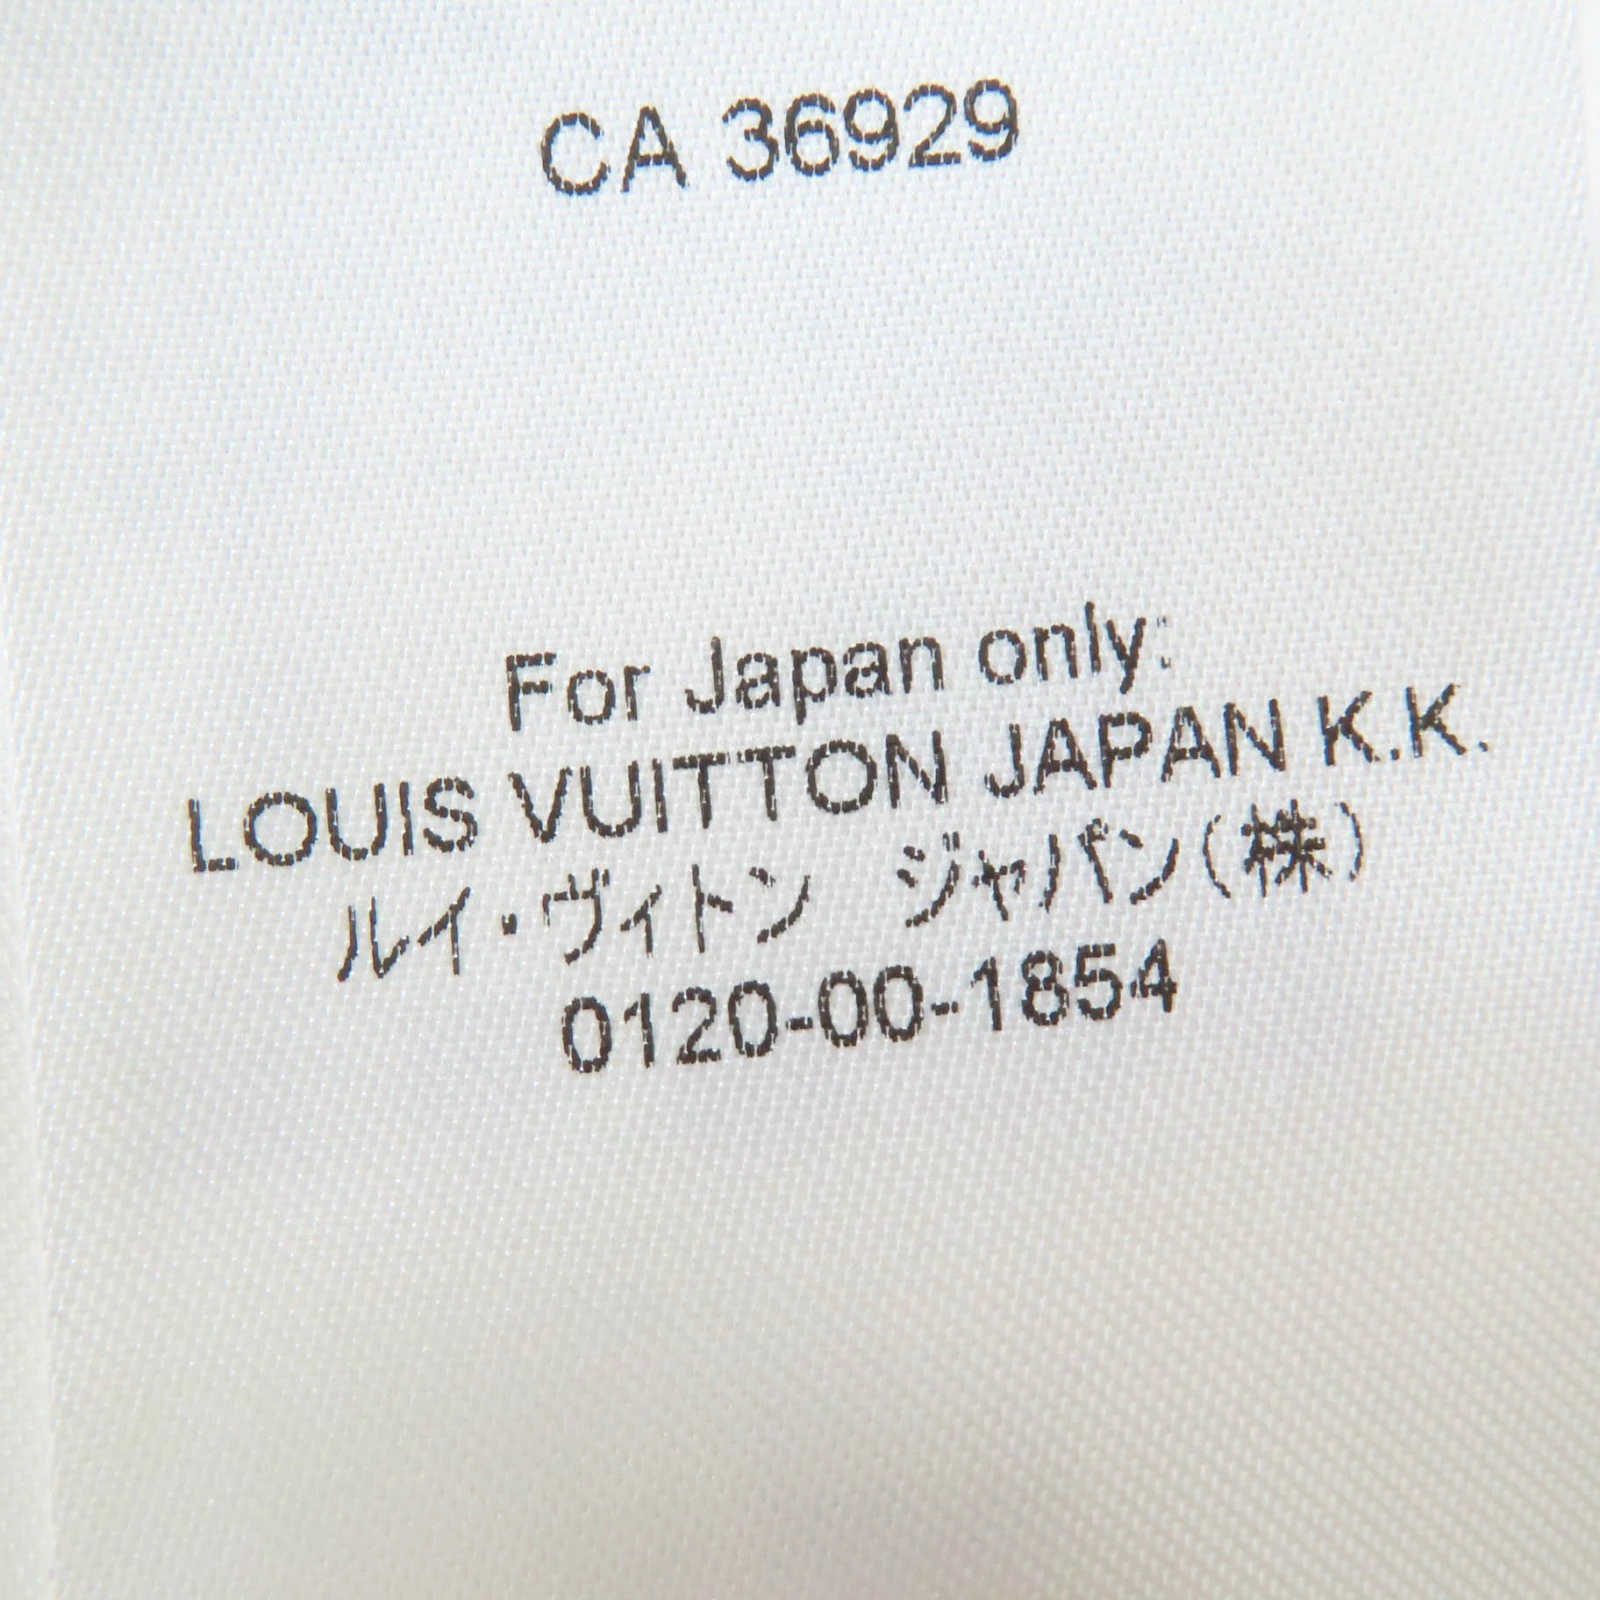 CA 36929
For Japan only:
LOUIS VUITTON JAPAN K.K.
ルイ・ヴィトン　ジャパン(株)
0120-00-1854